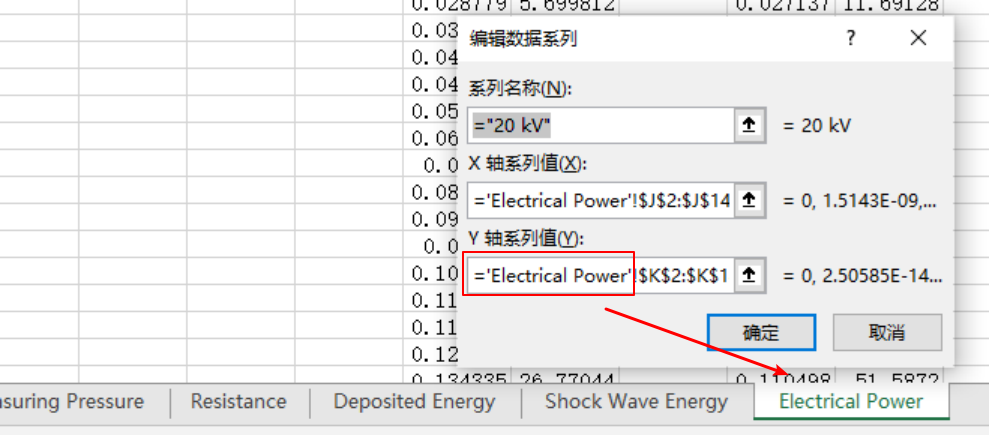 0.028779 5.699812 0.027137 11.69128
编辑数据系列 ? ×
系列名称(N):
="20 kV" = 20 kV
X 轴系列值(X):
='Electrical Power'!$J$2:$J$14 = 0, 1.5143E-09,...
Y 轴系列值(Y):
='Electrical Power'!$K$2:$K$1 = 0, 2.50585E-14...
确定 取消
0.03
0.04
0.04
0.05
0.06
0.0
0.08
0.09
0.0
0.10
0.11
0.11
0.12
0.134335 26.77044 0.110498 51.5872
suring Pressure Resistance Deposited Energy Shock Wave Energy Electrical Power